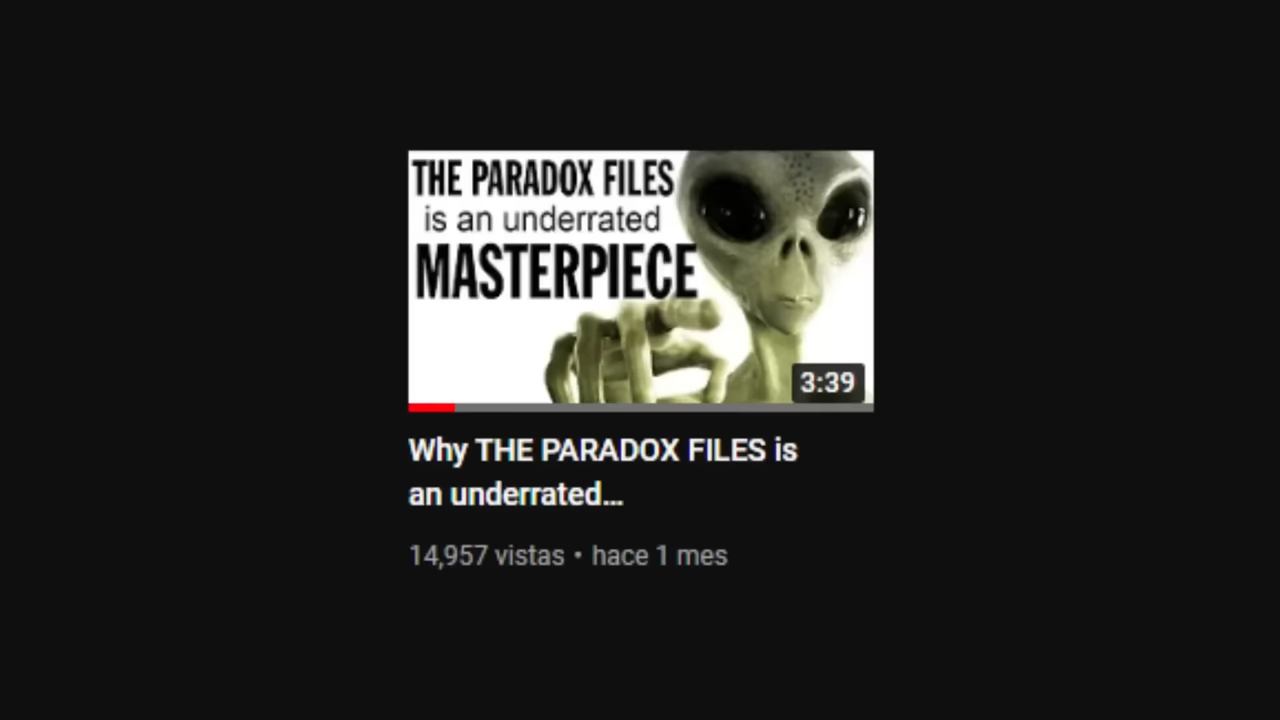 THE PARADOX FILES
is an underrated
MASTERPIECE
3:39
Why THE PARADOX FILES is
an underrated...
14,957 vistas • hace 1 mes